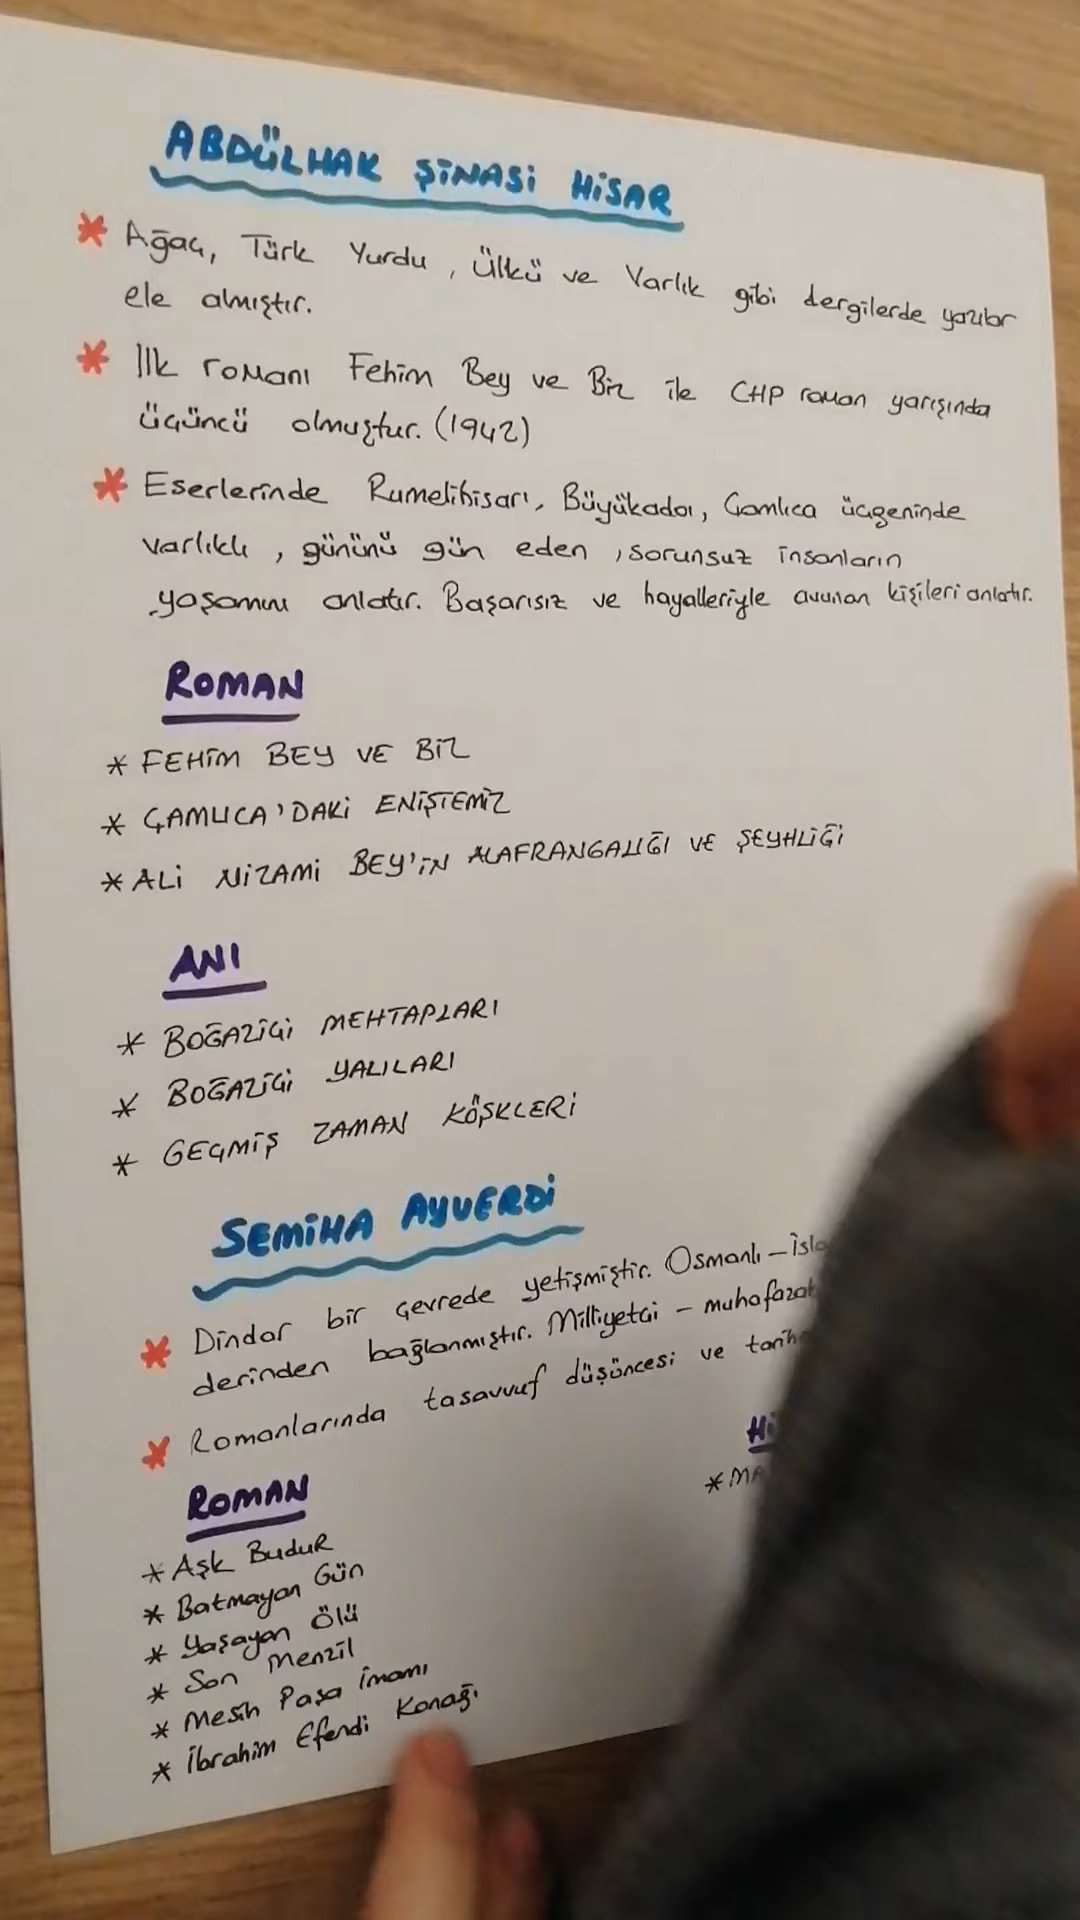 ABDÜLHAK ŞİNASİ HİSAR
* Ağaç, Türk Yurdu, Ülkü ve Varlık gibi dergilerde yazılar
ele almıştır.
* İlk romanı Fehim Bey ve Biz ile CHP roman yarışında
üçüncü olmuştur. (1942)
* Eserlerinde Rumelihisarı, Büyükada, Çamlıca üçgeninde
varlıklı, gününü gün eden, sorunsuz insanların
yaşamını anlatır. Başarısız ve hayalleriyle avunan kişileri anlatır.
ROMAN
* FEHİM BEY VE BİZ
* ÇAMLICA'DAKİ ENİŞTEMİZ
* ALİ NİZAMİ BEY'İN ALAFRANGALIĞI VE ŞEYHLİĞİ
ANI
* BOĞAZİÇİ MEHTAPLARI
* BOĞAZİÇİ YALILARI
* GEÇMİŞ ZAMAN KÖŞKLERİ
SEMİHA AYVERDİ
* Dindar bir çevrede yetişmiştir. Osmanlı -
derinden bağlanmıştır. Milliyetçi -
* Romanlarında tasavvuf düşüncesi ve
ROMAN
* Aşk Budur
* Batmayan Gün
* Yaşayan Ölü
* Son Menzil
* Mesih Paşa İmamı
* İbrahim Efendi Konağı